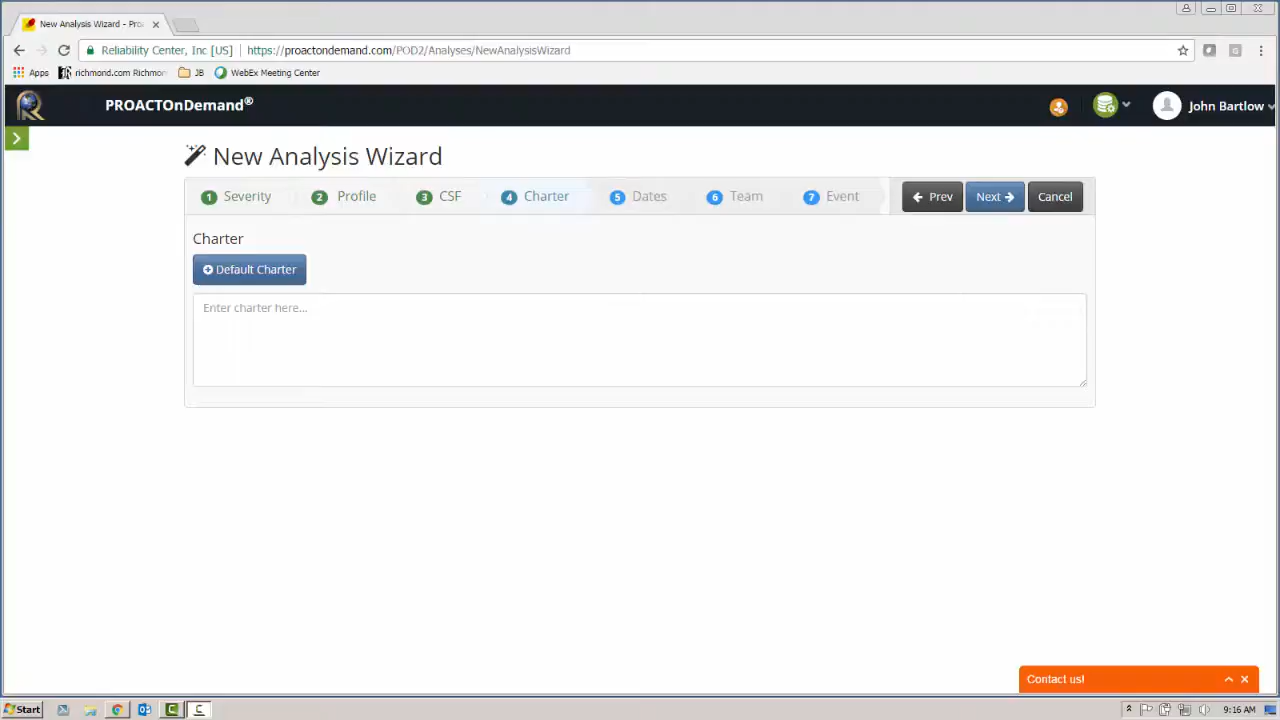 New Analysis Wizard - Pro
Reliability Center, Inc [US] | https://proactondemand.com/POD2/Analyses/NewAnalysisWizard
Apps richmond.com Richmon JB WebEx Meeting Center
PROACTOnDemand® John Bartlow
New Analysis Wizard
1 Severity 2 Profile 3 CSF 4 Charter 5 Dates 6 Team 7 Event Prev Next Cancel
Charter
Default Charter
Enter charter here...
Contact us!
Start 9:16 AM